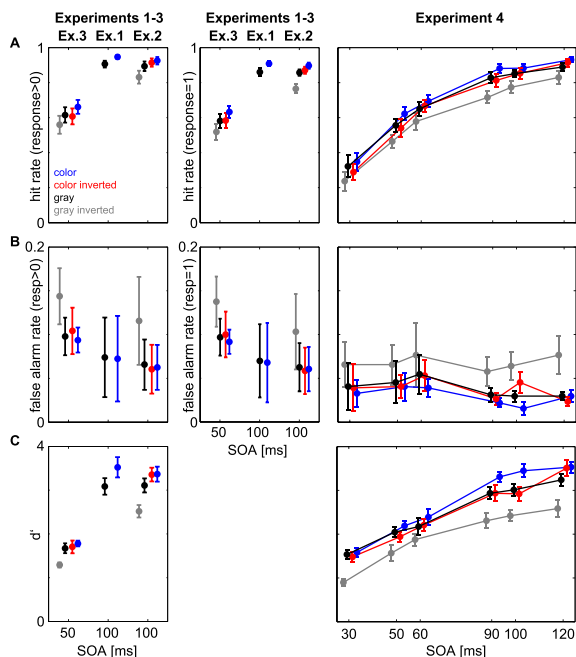 Experiments 1-3 Experiments 1-3 Experiment 4
Ex.3 Ex.1 Ex.2 Ex.3 Ex.1 Ex.2
A
1 1
hit rate (response>0) hit rate (response=1)
color
color inverted
gray
gray inverted
0 0
B
0.2 0.2
false alarm rate (resp>0) false alarm rate (resp=1)
0 0
50 100 100
SOA [ms]
C
4
d'
0
50 100 100 30 50 60 90 100 120
SOA [ms] SOA [ms]